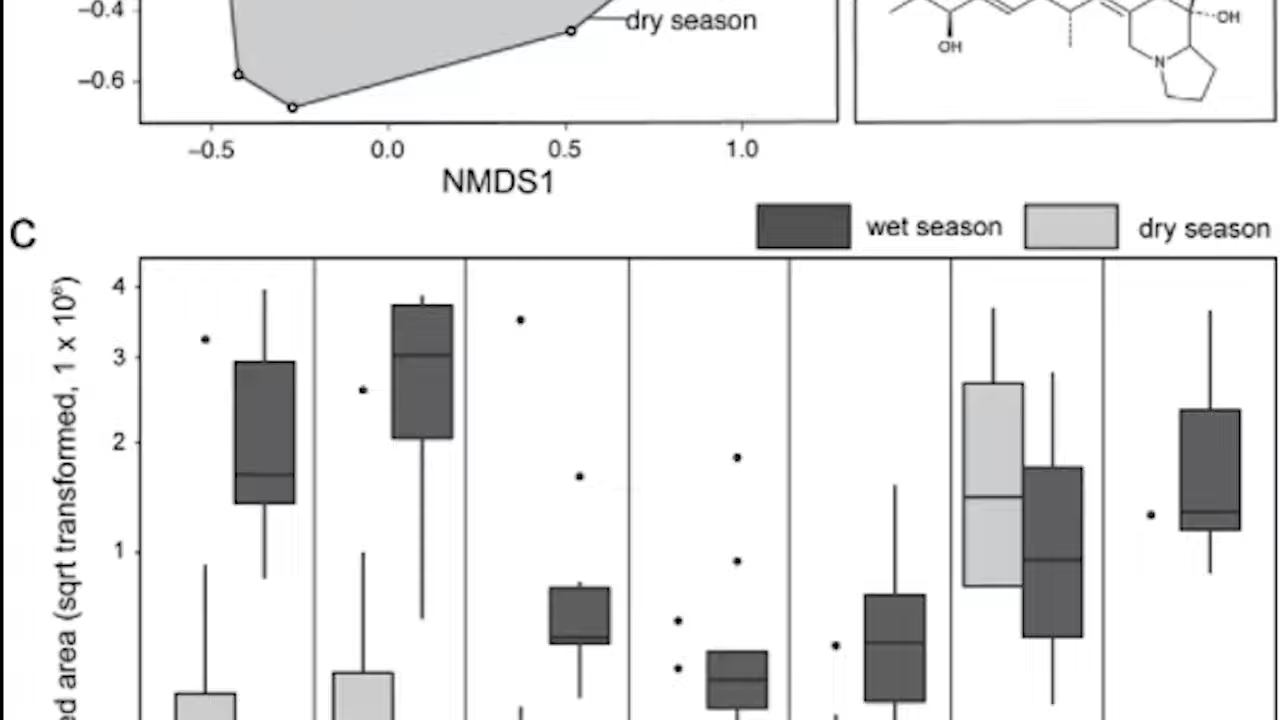 −0.4
dry season
−0.6
−0.5 0.0 0.5 1.0
NMDS1
OH
OH
N
C
wet season dry season
4
3
2
1
area (sqrt transformed, 1 x 10⁶)